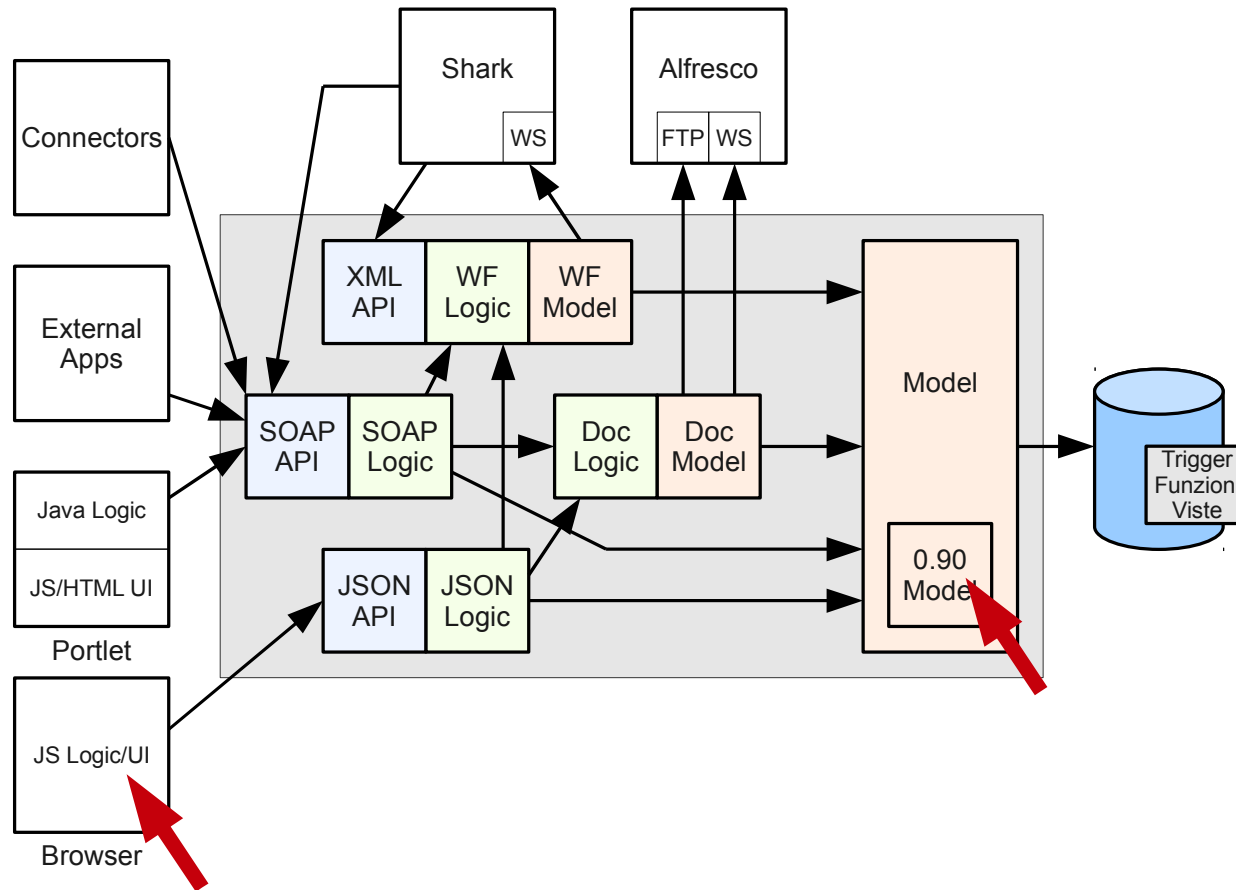 Shark
WS
Alfresco
FTP
WS
Connectors
External
Apps
Java Logic
JS/HTML UI
Portlet
JS Logic/UI
Browser
XML
API
WF
Logic
WF
Model
SOAP
API
SOAP
Logic
Doc
Logic
Doc
Model
JSON
API
JSON
Logic
Model
0.90
Model
Trigger
Funzion
Viste